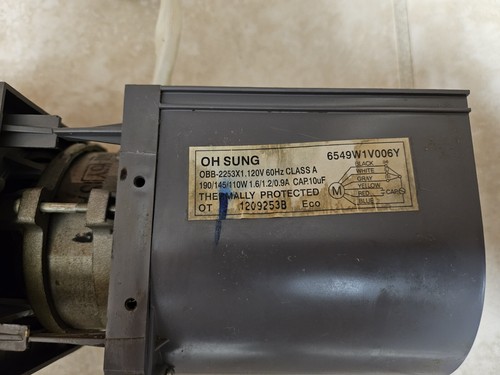 OH SUNG 6549W1V006Y
OBB-2253X1.120V 60Hz CLASS A
190/145/110W 1.6/1.2/0.9A CAP.10uF
THERMALLY PROTECTED
OT 1209253B Eco
BLACK
WHITE
GRAY
YELLOW
RED
BLUE
M
CAP